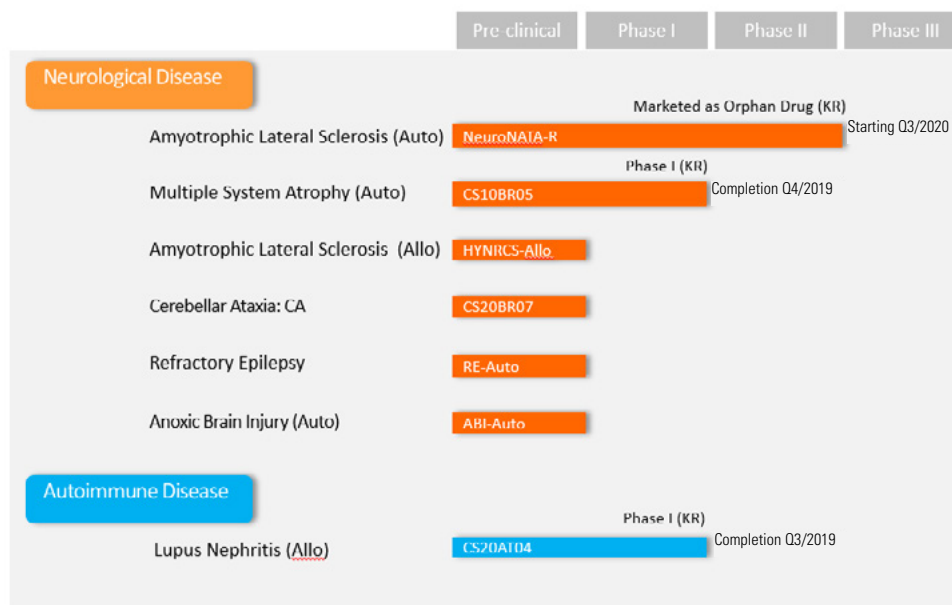 Pre-clinical Phase I Phase II Phase III
Neurological Disease
Marketed as Orphan Drug (KR)
Amyotrophic Lateral Sclerosis (Auto) NeuroNATA-R Starting Q3/2020
Phase I (KR)
Multiple System Atrophy (Auto) CS10BR05 Completion Q4/2019
Amyotrophic Lateral Sclerosis (Allo) HYNRCS-Allo
Cerebellar Ataxia: CA CS20BR07
Refractory Epilepsy RE-Auto
Anoxic Brain Injury (Auto) ABI-Auto
Autoimmune Disease
Phase I (KR)
Lupus Nephritis (Allo) CS20AT04 Completion Q3/2019